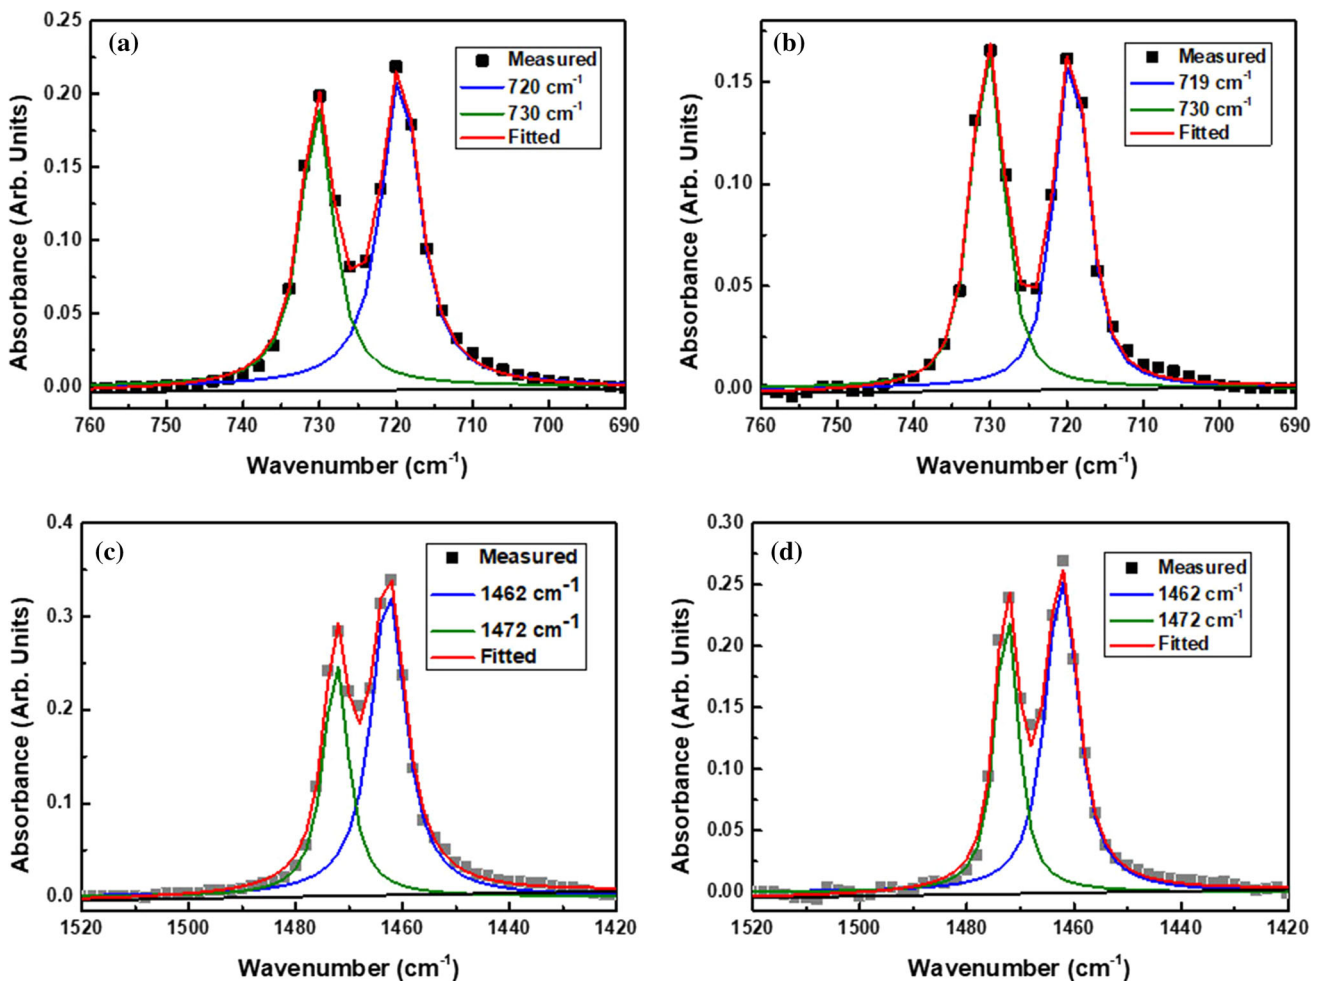 (a)
0.25
0.20
0.15
0.10
0.05
0.00
Absorbance (Arb. Units)
Measured
720 cm-1
730 cm-1
Fitted
760 750 740 730 720 710 700 690
Wavenumber (cm-1)
(b)
0.15
0.10
0.05
0.00
Absorbance (Arb. Units)
Measured
719 cm-1
730 cm-1
Fitted
760 750 740 730 720 710 700 690
Wavenumber (cm-1)
(c)
0.4
0.3
0.2
0.1
0.0
Absorbance (Arb. Units)
Measured
1462 cm-1
1472 cm-1
Fitted
1520 1500 1480 1460 1440 1420
Wavenumber (cm-1)
(d)
0.30
0.25
0.20
0.15
0.10
0.05
0.00
Absorbance (Arb. Units)
Measured
1462 cm-1
1472 cm-1
Fitted
1520 1500 1480 1460 1440 1420
Wavenumber (cm-1)